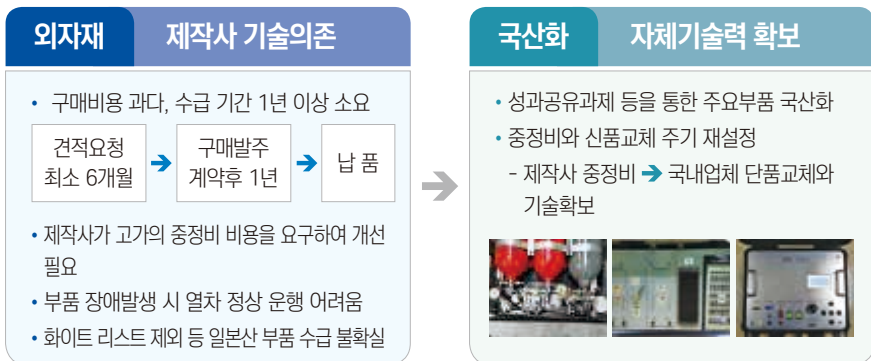 외자재 제작사 기술의존
• 구매비용 과다, 수급 기간 1년 이상 소요
견적요청
최소 6개월
➔
구매발주
계약후 1년
➔
납 품
• 제작사가 고가의 중정비 비용을 요구하여 개선
필요
• 부품 장애발생 시 열차 정상 운행 어려움
• 화이트 리스트 제외 등 일본산 부품 수급 불확실
➔
국산화 자체기술력 확보
• 성과공유과제 등을 통한 주요부품 국산화
• 중정비와 신품교체 주기 재설정
- 제작사 중정비 ➔ 국내업체 단품교체와
기술확보